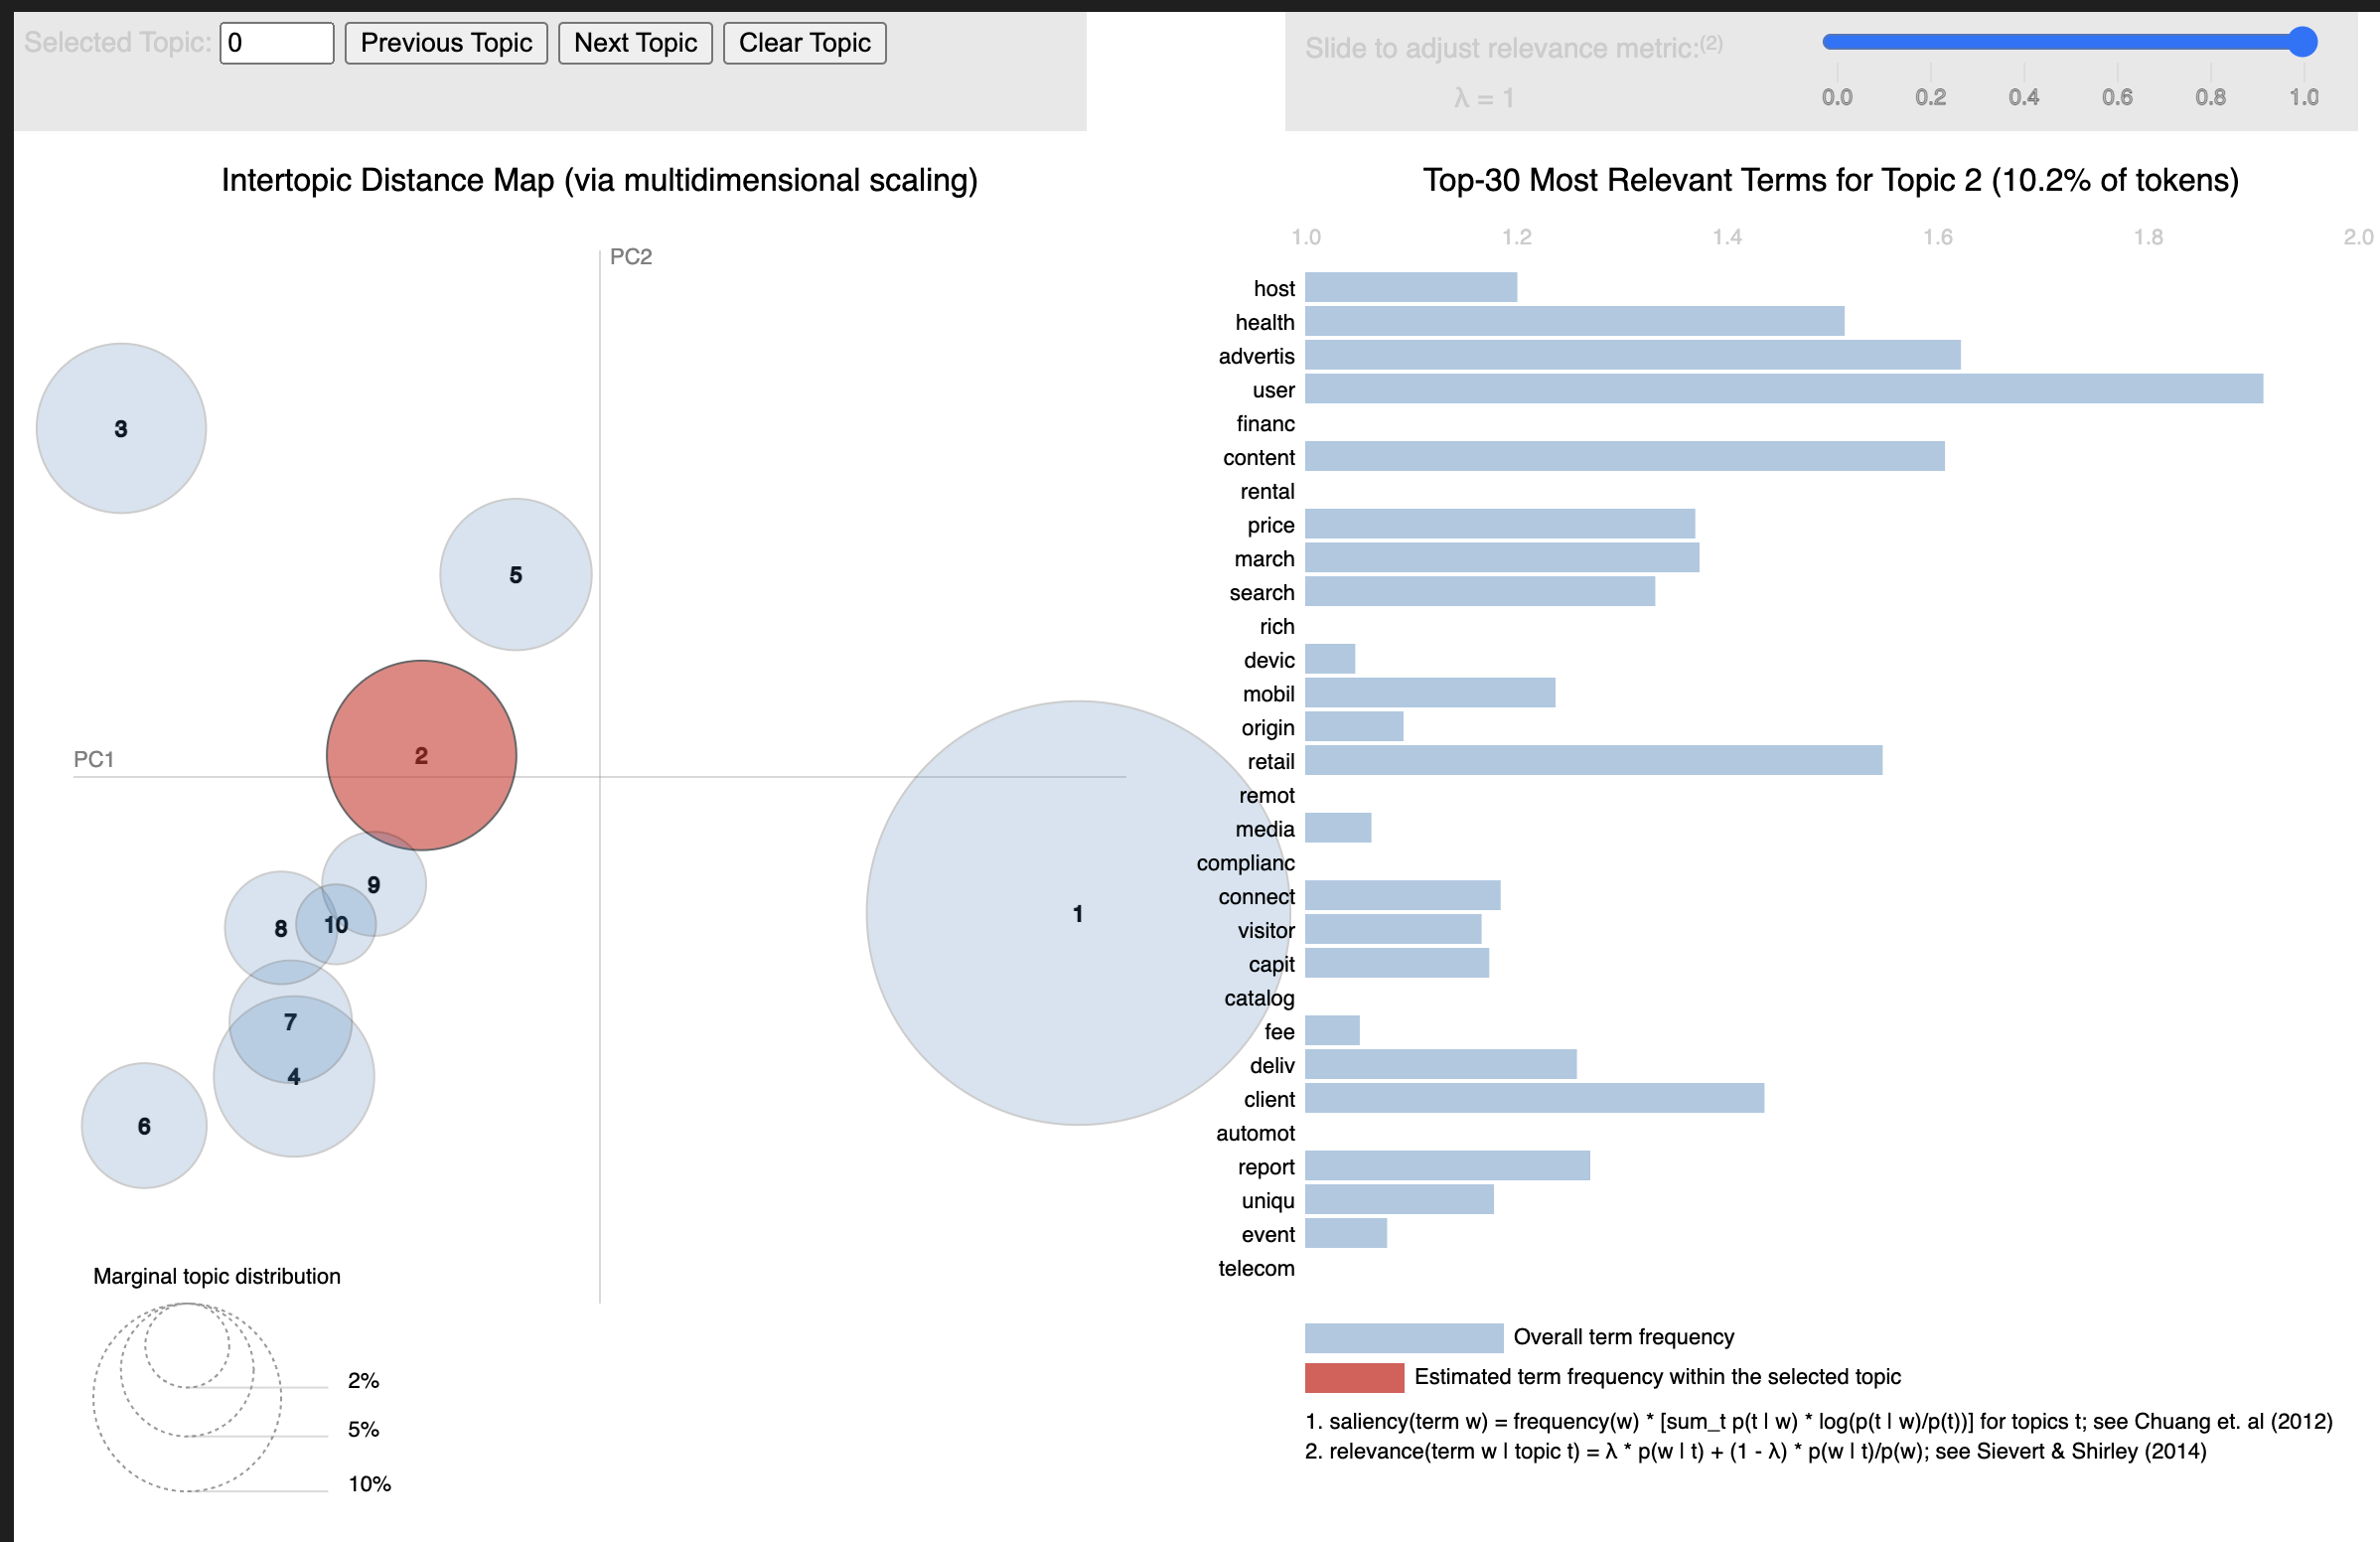 Selected Topic: 0 Previous Topic Next Topic Clear Topic
Slide to adjust relevance metric:(2)
λ = 1
0.0 0.2 0.4 0.6 0.8 1.0
Intertopic Distance Map (via multidimensional scaling)
PC2
PC1
3
5
2
9
8
10
1
7
4
6
Marginal topic distribution
2%
5%
10%
Top-30 Most Relevant Terms for Topic 2 (10.2% of tokens)
1.0 1.2 1.4 1.6 1.8 2.0
host
health
advertis
user
financ
content
rental
price
march
search
rich
devic
mobil
origin
retail
remot
media
complianc
connect
visitor
capit
catalog
fee
deliv
client
automot
report
uniqu
event
telecom
Overall term frequency
Estimated term frequency within the selected topic
1. saliency(term w) = frequency(w) * [sum_t p(t | w) * log(p(t | w)/p(t))] for topics t; see Chuang et. al (2012)
2. relevance(term w | topic t) = λ * p(w | t) + (1 - λ) * p(w | t)/p(w); see Sievert & Shirley (2014)